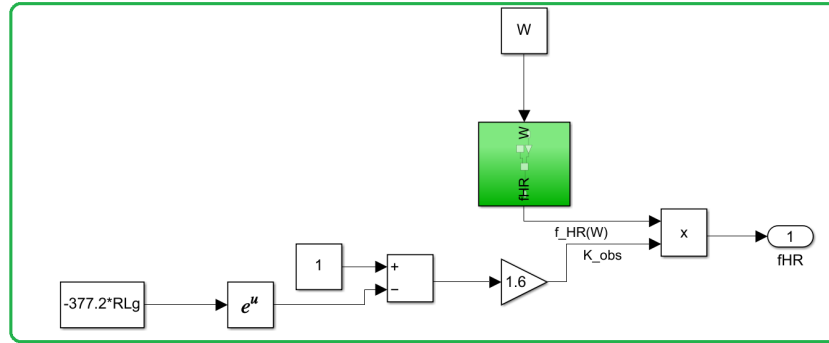 W
W
fHR
f_HR(W)
K_obs
x
1
fHR
1
+
−
1.6
-377.2*RLg
e^u